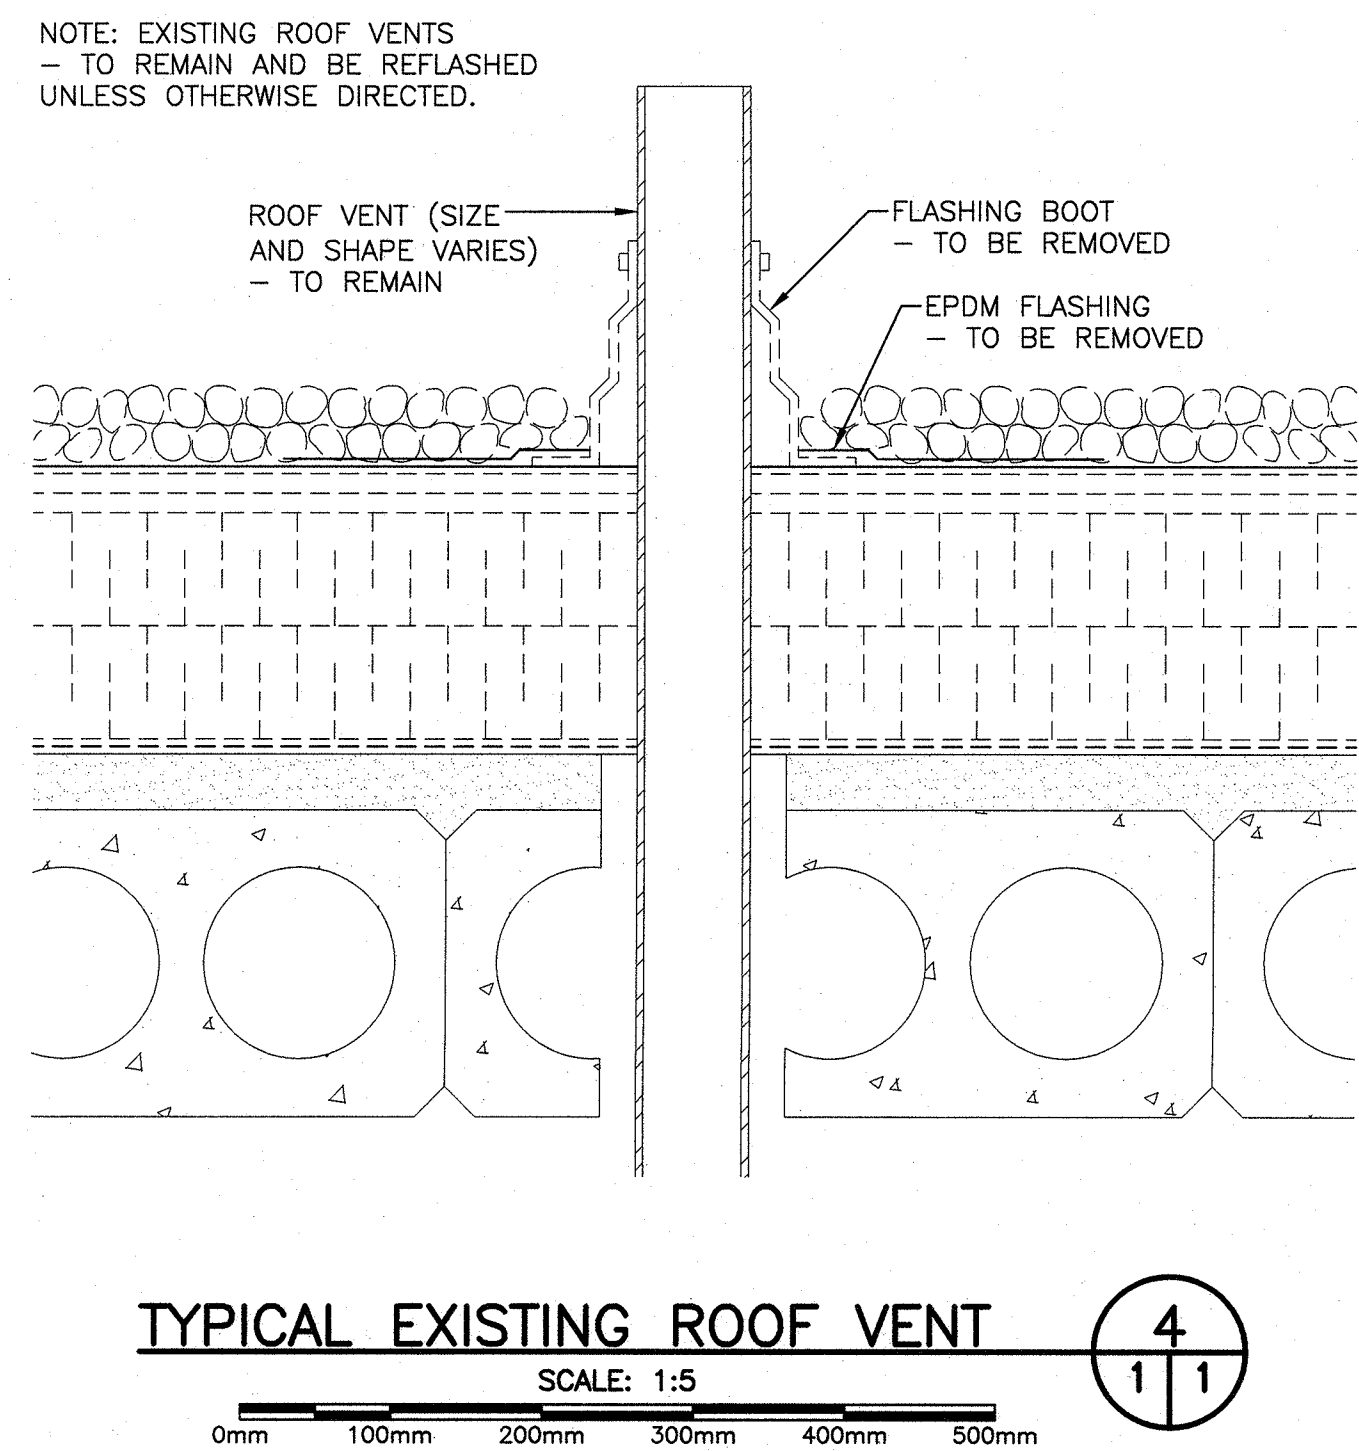 NOTE: EXISTING ROOF VENTS
– TO REMAIN AND BE REFLASHED
UNLESS OTHERWISE DIRECTED.
ROOF VENT (SIZE
AND SHAPE VARIES)
– TO REMAIN
FLASHING BOOT
– TO BE REMOVED
EPDM FLASHING
– TO BE REMOVED
TYPICAL EXISTING ROOF VENT
4
1 1
SCALE: 1:5
0mm 100mm 200mm 300mm 400mm 500mm